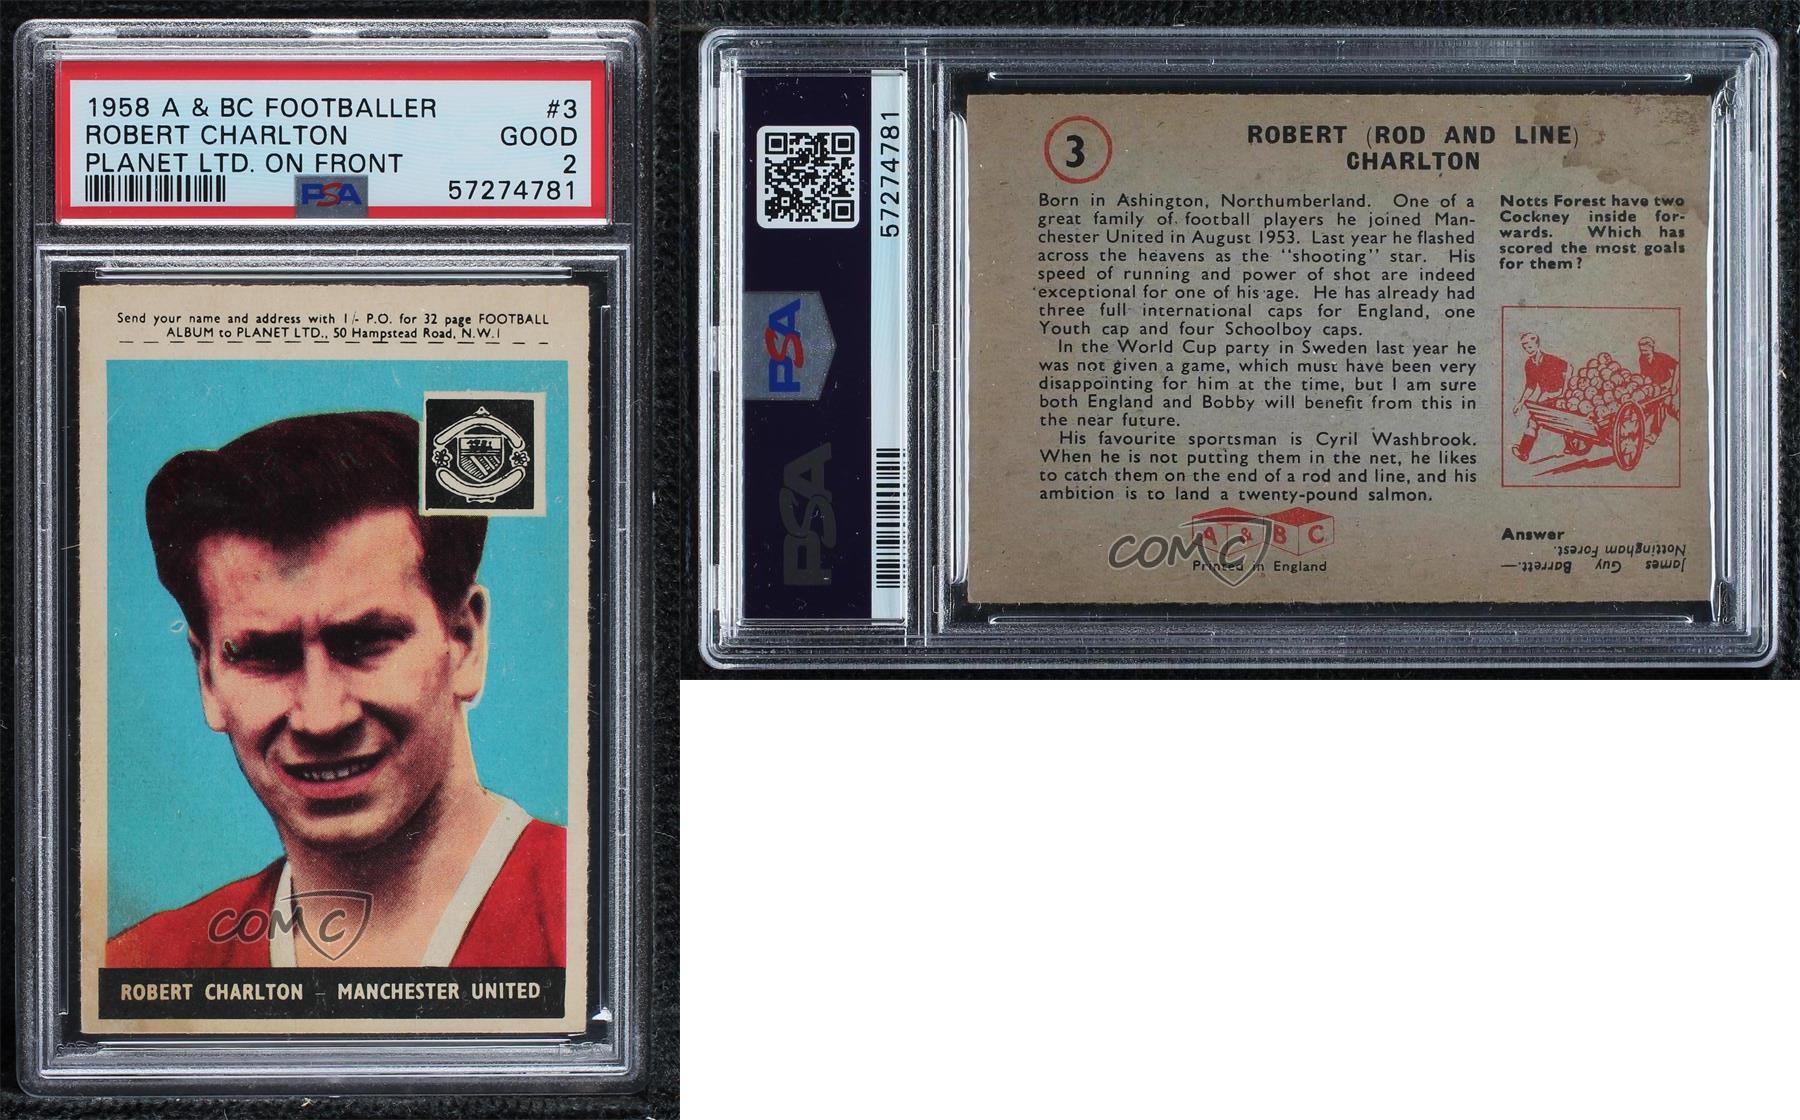 1958 A & BC FOOTBALLER #3
ROBERT CHARLTON GOOD
PLANET LTD. ON FRONT 2
PSA 57274781
Send your name and address with 1/- P.O. for 32 page FOOTBALL
ALBUM to PLANET LTD., 50 Hampstead Road, N.W.1
COMC
ROBERT CHARLTON – MANCHESTER UNITED
57274781
PSA
PSA
3
ROBERT (ROD AND LINE)
CHARLTON
Born in Ashington, Northumberland. One of a
great family of football players he joined Man-
chester United in August 1953. Last year he flashed
across the heavens as the "shooting" star. His
speed of running and power of shot are indeed
exceptional for one of his age. He has already had
three full international caps for England, one
Youth cap and four Schoolboy caps.
In the World Cup party in Sweden last year he
was not given a game, which must have been very
disappointing for him at the time, but I am sure
both England and Bobby will benefit from this in
the near future.
His favourite sportsman is Cyril Washbrook.
When he is not putting them in the net, he likes
to catch them on the end of a rod and line, and his
ambition is to land a twenty-pound salmon.
A & B C
COMC
Printed in England
Notts Forest have two
Cockney inside for-
wards. Which has
scored the most goals
for them?
Answer
James Guy Barrett.—
Nottingham Forest.